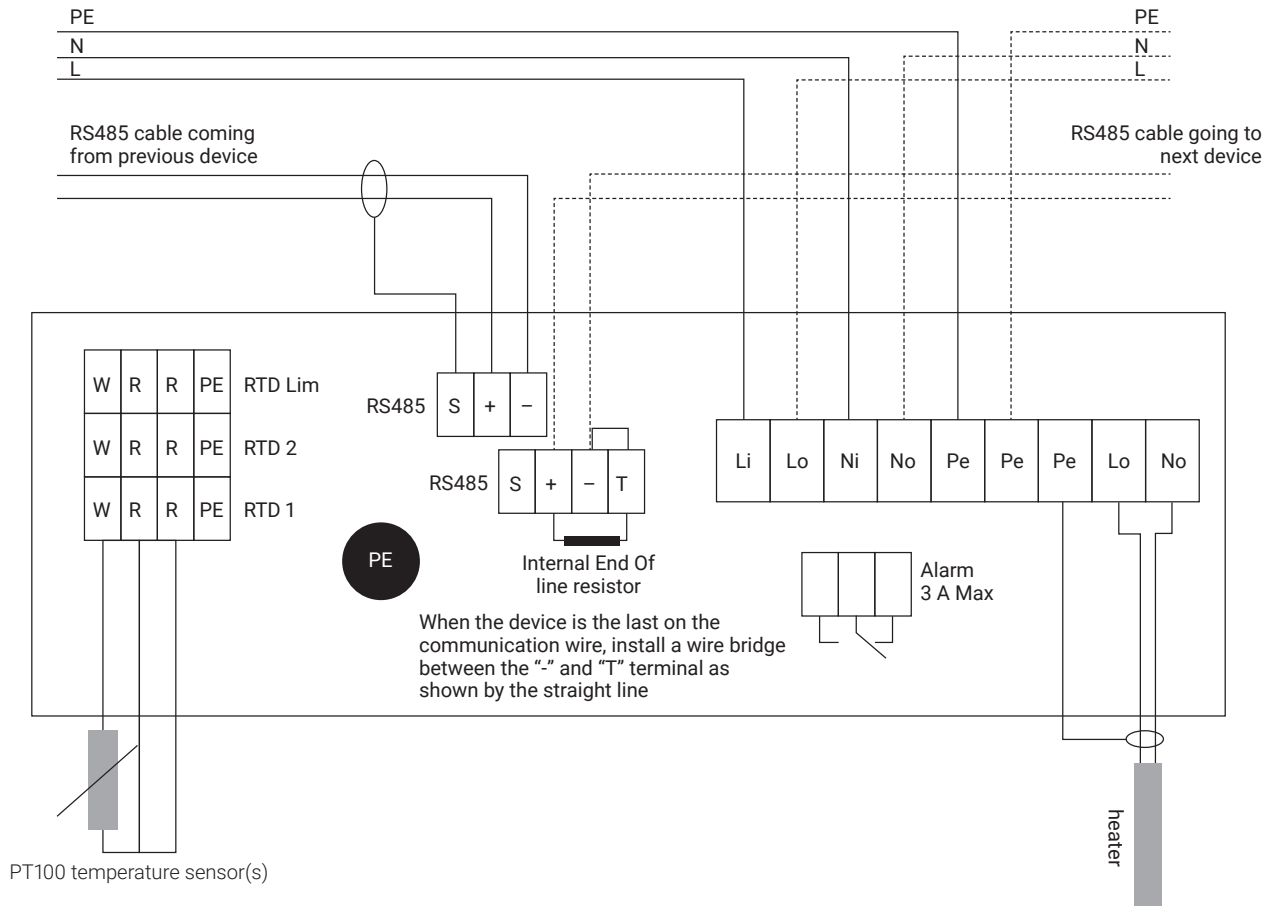 PE
N
L
PE
N
L
RS485 cable coming
from previous device
RS485 cable going to
next device
W R R PE RTD Lim
W R R PE RTD 2
W R R PE RTD 1
RS485 S + –
RS485 S + – T
Li Lo Ni No Pe Pe Pe Lo No
PE
Internal End Of
line resistor
Alarm
3 A Max
When the device is the last on the
communication wire, install a wire bridge
between the “-” and “T” terminal as
shown by the straight line
heater
PT100 temperature sensor(s)